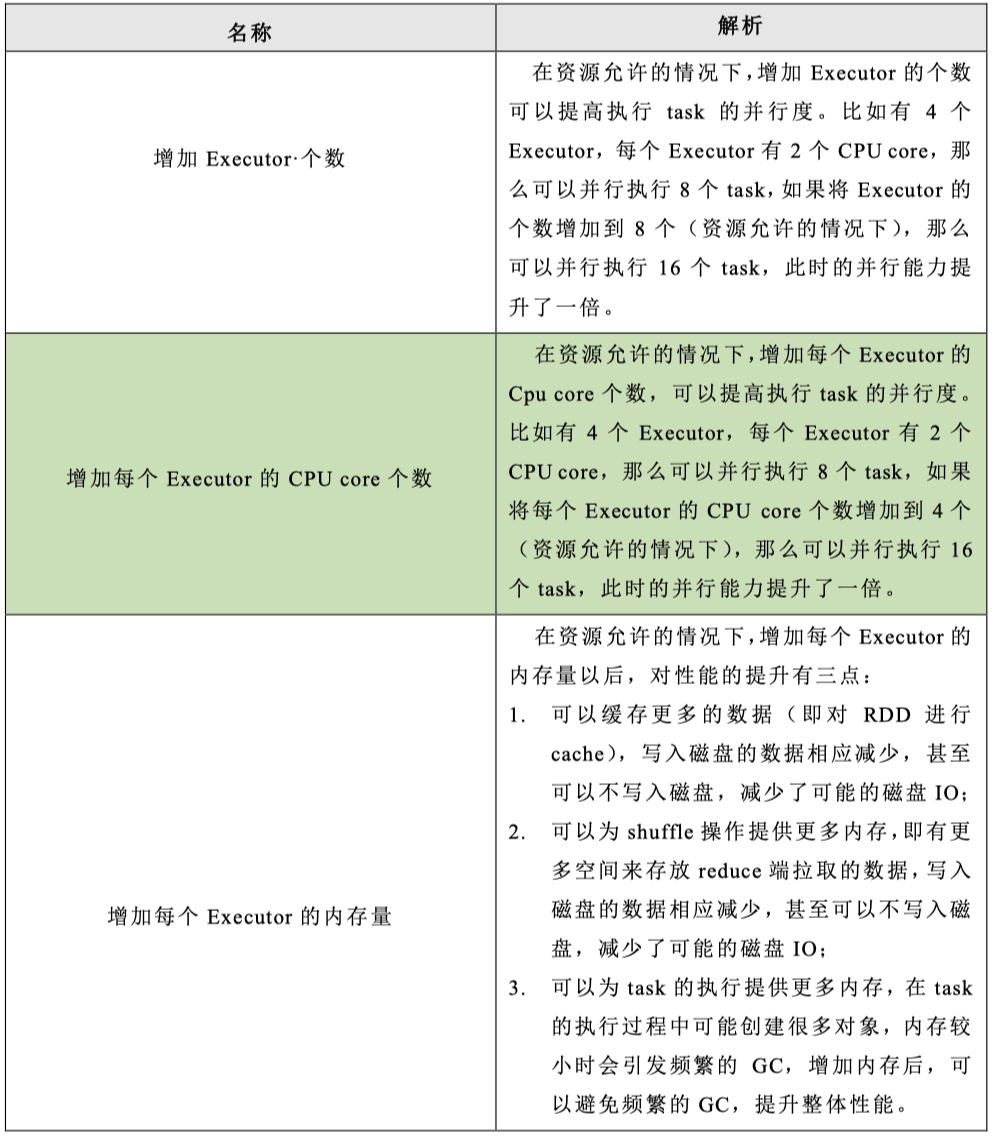 名称
解析
增加 Executor·个数
在资源允许的情况下，增加 Executor 的个数
可以提高执行 task 的并行度。比如有 4 个
Executor，每个 Executor 有 2 个 CPU core，那
么可以并行执行 8 个 task，如果将 Executor 的
个数增加到 8 个（资源允许的情况下），那么
可以并行执行 16 个 task，此时的并行能力提
升了一倍。
增加每个 Executor 的 CPU core 个数
在资源允许的情况下，增加每个 Executor 的
Cpu core 个数，可以提高执行 task 的并行度。
比如有 4 个 Executor，每个 Executor 有 2 个
CPU core，那么可以并行执行 8 个 task，如果
将每个 Executor 的 CPU core 个数增加到 4 个
（资源允许的情况下），那么可以并行执行 16
个 task，此时的并行能力提升了一倍。
增加每个 Executor 的内存量
在资源允许的情况下，增加每个 Executor 的
内存量以后，对性能的提升有三点：
1. 可以缓存更多的数据（即对 RDD 进行
cache），写入磁盘的数据相应减少，甚至
可以不写入磁盘，减少了可能的磁盘 IO；
2. 可以为 shuffle 操作提供更多内存，即有更
多空间来存放 reduce 端拉取的数据，写入
磁盘的数据相应减少，甚至可以不写入磁
盘，减少了可能的磁盘 IO；
3. 可以为 task 的执行提供更多内存，在 task
的执行过程中可能创建很多对象，内存较
小时会引发频繁的 GC，增加内存后，可
以避免频繁的 GC，提升整体性能。